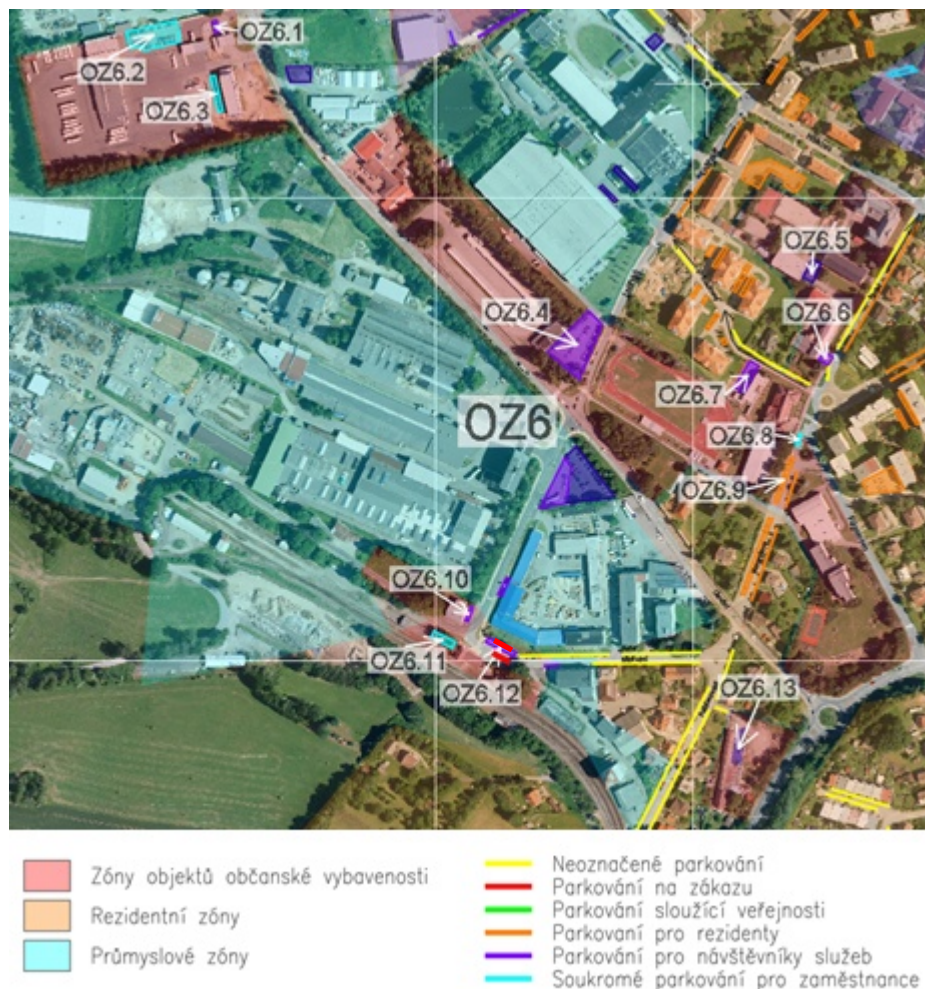 OZ6.1
OZ6.2
OZ6.3
OZ6.5
OZ6.4
OZ6.6
OZ6.7
OZ6
OZ6.8
OZ6.9
OZ6.10
OZ6.11
OZ6.12
OZ6.13
Zóny objektů občanské vybavenosti
Rezidentní zóny
Průmyslové zóny
Neoznačené parkování
Parkování na zákazu
Parkování sloužící veřejnosti
Parkovaní pro rezidenty
Parkování pro návštěvníky služeb
Soukromé parkování pro zaměstnance